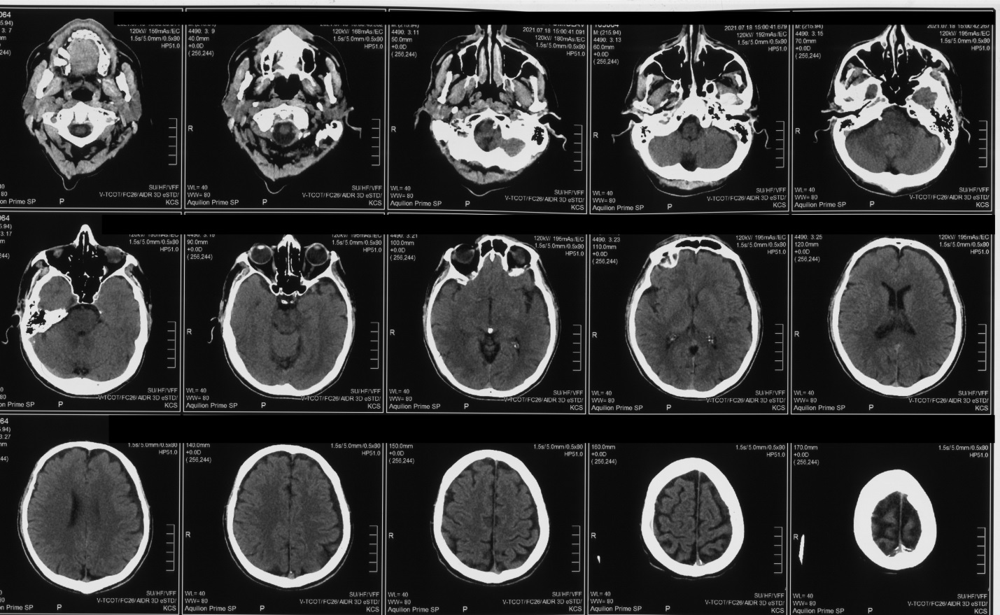 064
5.94)
3: 7
244)
120kV/ 168mAs/EC
1.5s/ 5.0mm/0.5x80
HP51.0
80
SU/HF/VFF
V-TCOT/FC26/AIDR 3D eSTD/
on Prime SP
P
KCS
4490: 3. 9
40.0mm
+0.0D
( 256,244)
120kV/ 168mAs/EC
1.5s/ 5.0mm/0.5x80
HP51.0
R
WL= 40
WW= 80
Aquilion Prime SP
P
SU/HF/VFF
V-TCOT/FC26/AIDR 3D eSTD/
KCS
4490: 3.11
50.0mm
+0.0D
( 256,244)
2021.07.18 15:00:41.091
120kV/ 180mAs/EC
1.5s/ 5.0mm/0.5x80
HP51.0
R
WL= 40
WW= 80
Aquilion Prime SP
P
SU/HF/VFF
V-TCOT/FC26/AIDR 3D eSTD/
KCS
M: (215.94)
4490: 3.13
60.0mm
+0.0D
( 256,244)
2021.07.18 15:00:41.679
120kV/ 192mAs/EC
1.5s/ 5.0mm/0.5x80
HP51.0
R
WL= 40
WW= 80
Aquilion Prime SP
P
SU/HF/VFF
V-TCOT/FC26/AIDR 3D eSTD/
KCS
M: (215.94)
4490: 3.15
70.0mm
+0.0D
( 256,244)
2021.07.18 15:00:42.267
120kV/ 195mAs/EC
1.5s/ 5.0mm/0.5x80
HP51.0
R
WL= 40
WW= 80
Aquilion Prime SP
P
SU/HF/VFF
V-TCOT/FC26/AIDR 3D eSTD/
KCS
064
5.94)
3.17
244)
120kV/ 195mAs/EC
1.5s/ 5.0mm/0.5x80
HP51.0
80
SU/HF/VFF
V-TCOT/FC26/AIDR 3D eSTD/
on Prime SP
P
KCS
4490: 3.19
90.0mm
+0.0D
( 256,244)
120kV/ 195mAs/EC
1.5s/ 5.0mm/0.5x80
HP51.0
R
WL= 40
WW= 80
Aquilion Prime SP
P
SU/HF/VFF
V-TCOT/FC26/AIDR 3D eSTD/
KCS
4490: 3.21
100.0mm
+0.0D
( 256,244)
120kV/ 195mAs/EC
1.5s/ 5.0mm/0.5x80
HP51.0
R
WL= 40
WW= 80
Aquilion Prime SP
P
SU/HF/VFF
V-TCOT/FC26/AIDR 3D eSTD/
KCS
4490: 3.23
110.0mm
+0.0D
( 256,244)
120kV/ 195mAs/EC
1.5s/ 5.0mm/0.5x80
HP51.0
R
WL= 40
WW= 80
Aquilion Prime SP
P
SU/HF/VFF
V-TCOT/FC26/AIDR 3D eSTD/
KCS
4490: 3.25
120.0mm
+0.0D
( 256,244)
120kV/ 195mAs/EC
1.5s/ 5.0mm/0.5x80
HP51.0
R
WL= 40
WW= 80
Aquilion Prime SP
P
SU/HF/VFF
V-TCOT/FC26/AIDR 3D eSTD/
KCS
64
5.94)
3.27
44)
1.5s/ 5.0mm/0.5x80
HP51.0
80
SU/HF/VFF
V-TCOT/FC26/AIDR 3D eSTD/
on Prime SP
P
KCS
140.0mm
+0.0D
( 256,244)
1.5s/ 5.0mm/0.5x80
HP51.0
R
WL= 40
WW= 80
Aquilion Prime SP
P
SU/HF/VFF
V-TCOT/FC26/AIDR 3D eSTD/
KCS
150.0mm
+0.0D
( 256,244)
1.5s/ 5.0mm/0.5x80
HP51.0
R
WL= 40
WW= 80
Aquilion Prime SP
P
SU/HF/VFF
V-TCOT/FC26/AIDR 3D eSTD/
KCS
160.0mm
+0.0D
( 256,244)
1.5s/ 5.0mm/0.5x80
HP51.0
R
WL= 40
WW= 80
Aquilion Prime SP
P
SU/HF/VFF
V-TCOT/FC26/AIDR 3D eSTD/
KCS
170.0mm
+0.0D
( 256,244)
1.5s/ 5.0mm/0.5x80
HP51.0
R
WL= 40
WW= 80
Aquilion Prime SP
P
SU/HF/VFF
V-TCOT/FC26/AIDR 3D eSTD/
KCS